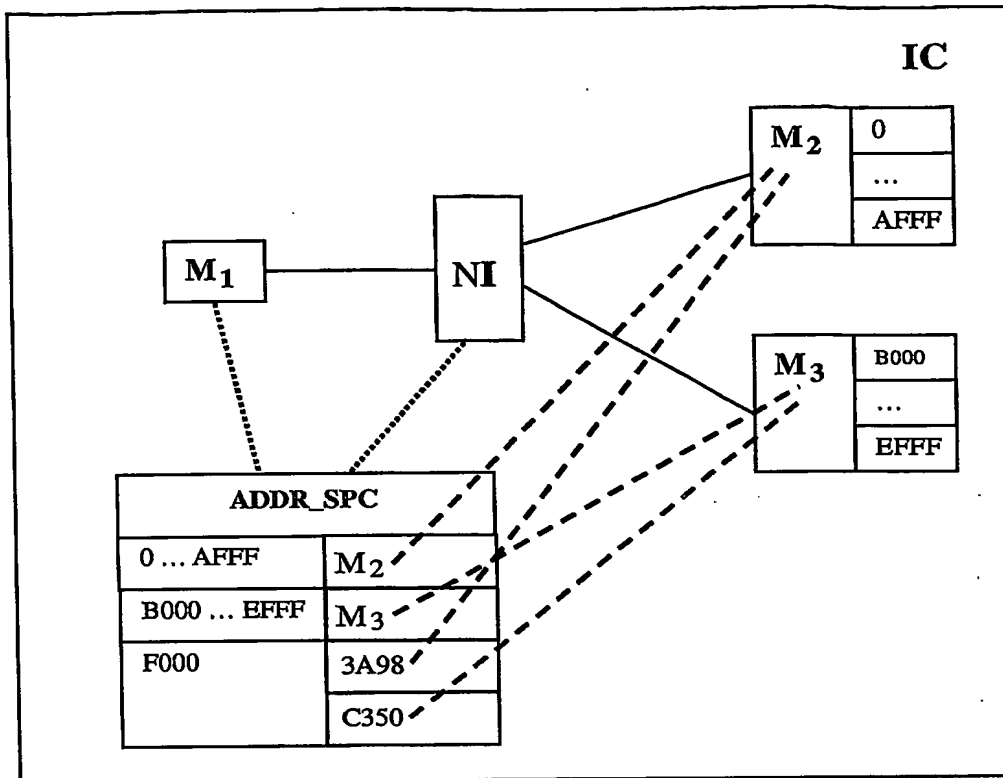 IC
M2
0
...
AFFF
M1
NI
M3
B000
...
EFFF
ADDR_SPC
0 ... AFFF
M2
B000 ... EFFF
M3
F000
3A98
C350